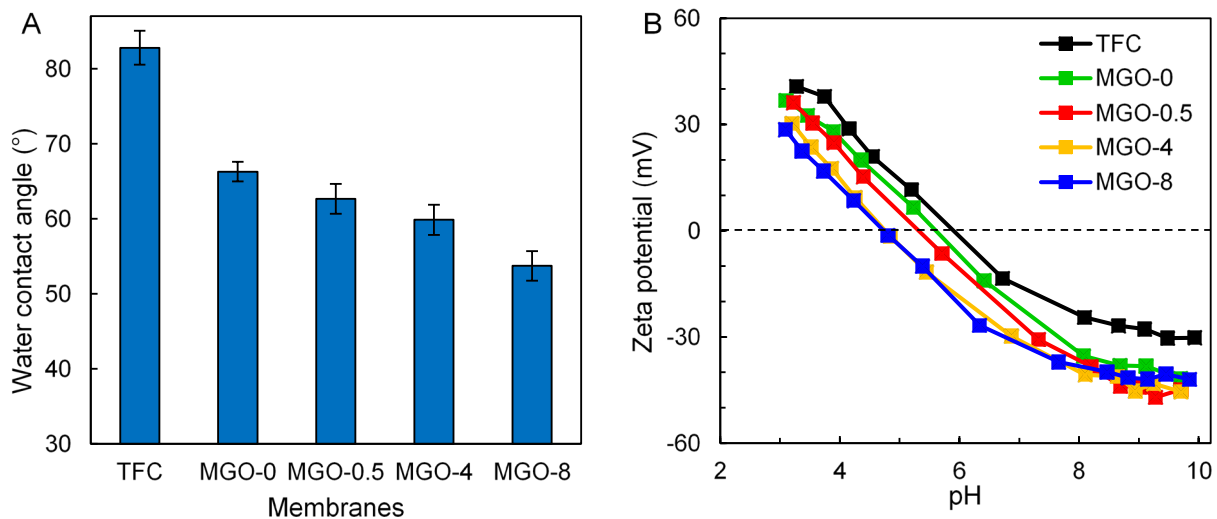 A
Water contact angle (°)
80
70
60
50
40
30
TFC MGO-0 MGO-0.5 MGO-4 MGO-8
Membranes
B
Zeta potential (mV)
60
30
0
-30
-60
TFC
MGO-0
MGO-0.5
MGO-4
MGO-8
2 4 6 8 10
pH